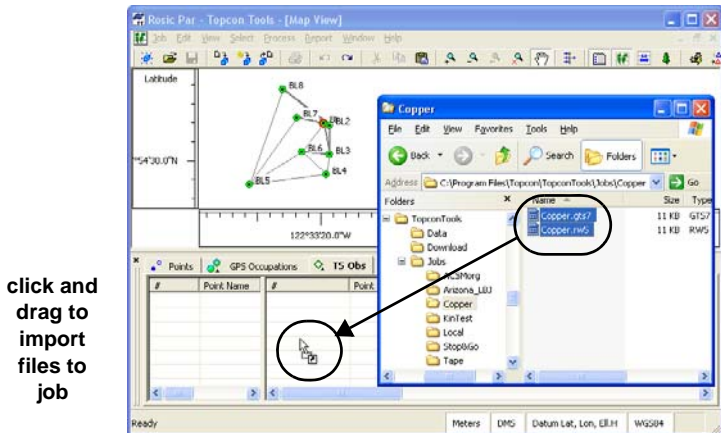 Rosic Par - Topcon Tools - [Map View]
Job Edit View Select Process Report Window Help
Latitude
BL8
BL7
BL2
BL6
BL3
BL4
BL5
54'30.0"N
122°33'20.0"W
Copper
File Edit View Favorites Tools Help
Back Search Folders
Address C:\Program Files\Topcon\TopconTools\Jobs\Copper Go
Folders
Name Size Type
TopconTools
Data
Download
Jobs
ACSMorg
Arizona_LBJ
Copper
KinTest
Local
Stop&Go
Tape
Copper.gts7 11 KB GTS7
Copper.rw5 11 KB RW5
Points GPS Occupations TS Obs
# Point Name # Point
click and
drag to
import
files to
job
Ready Meters DMS Datum Lat, Lon, Ell.H WGS84